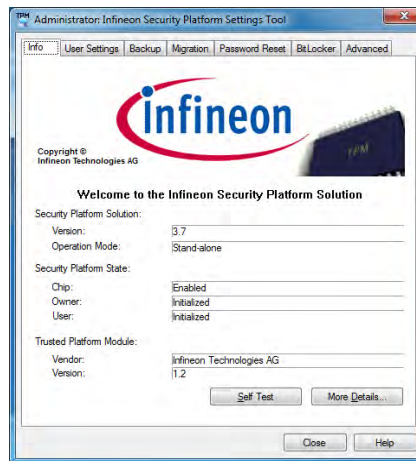 TPM Administrator: Infineon Security Platform Settings Tool
Info User Settings Backup Migration Password Reset BitLocker Advanced
infineon
TPM
Copyright ©
Infineon Technologies AG
Welcome to the Infineon Security Platform Solution
Security Platform Solution:
Version: 3.7
Operation Mode: Stand-alone
Security Platform State:
Chip: Enabled
Owner: Initialized
User: Initialized
Trusted Platform Module:
Vendor: Infineon Technologies AG
Version: 1.2
Self Test More Details...
Close Help